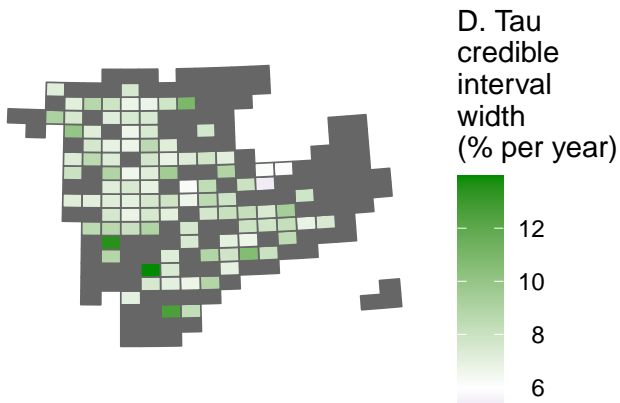 D. Tau
credible
interval
width
(% per year)
12
10
8
6